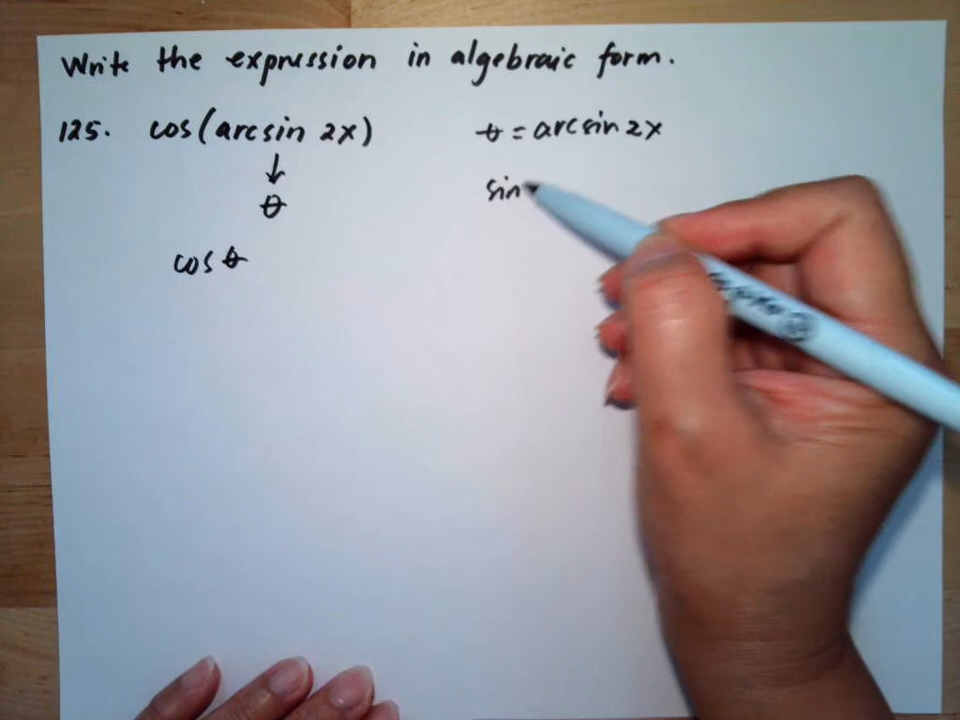 Write the expression in algebraic form.
125. cos(arcsin 2x)
↓
θ
cos θ
θ = arcsin 2x
sin